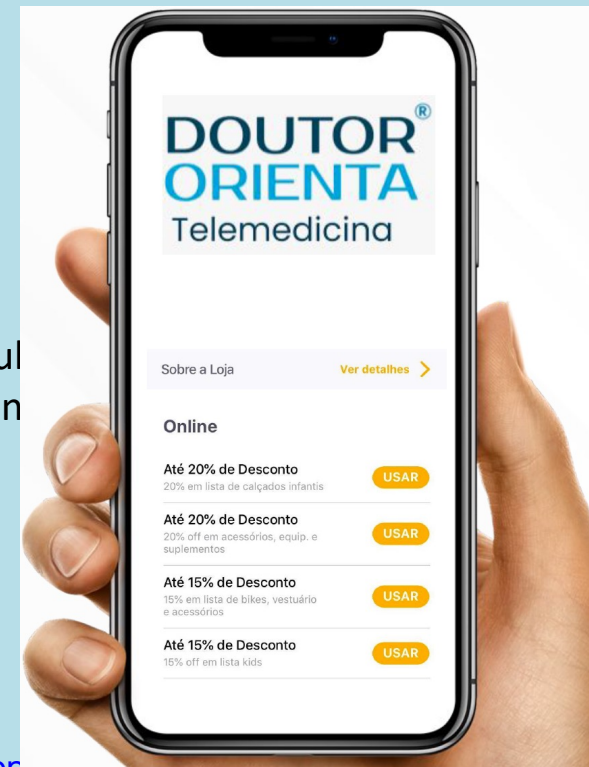 DOUTOR®
ORIENTA
Telemedicina
Sobre a Loja
Ver detalhes
Online
Até 20% de Desconto
20% em lista de calçados infantis
USAR
Até 20% de Desconto
20% off em acessórios, equip. e
suplementos
USAR
Até 15% de Desconto
15% em lista de bikes, vestuário
e acessórios
USAR
Até 15% de Desconto
15% off em lista kids
USAR